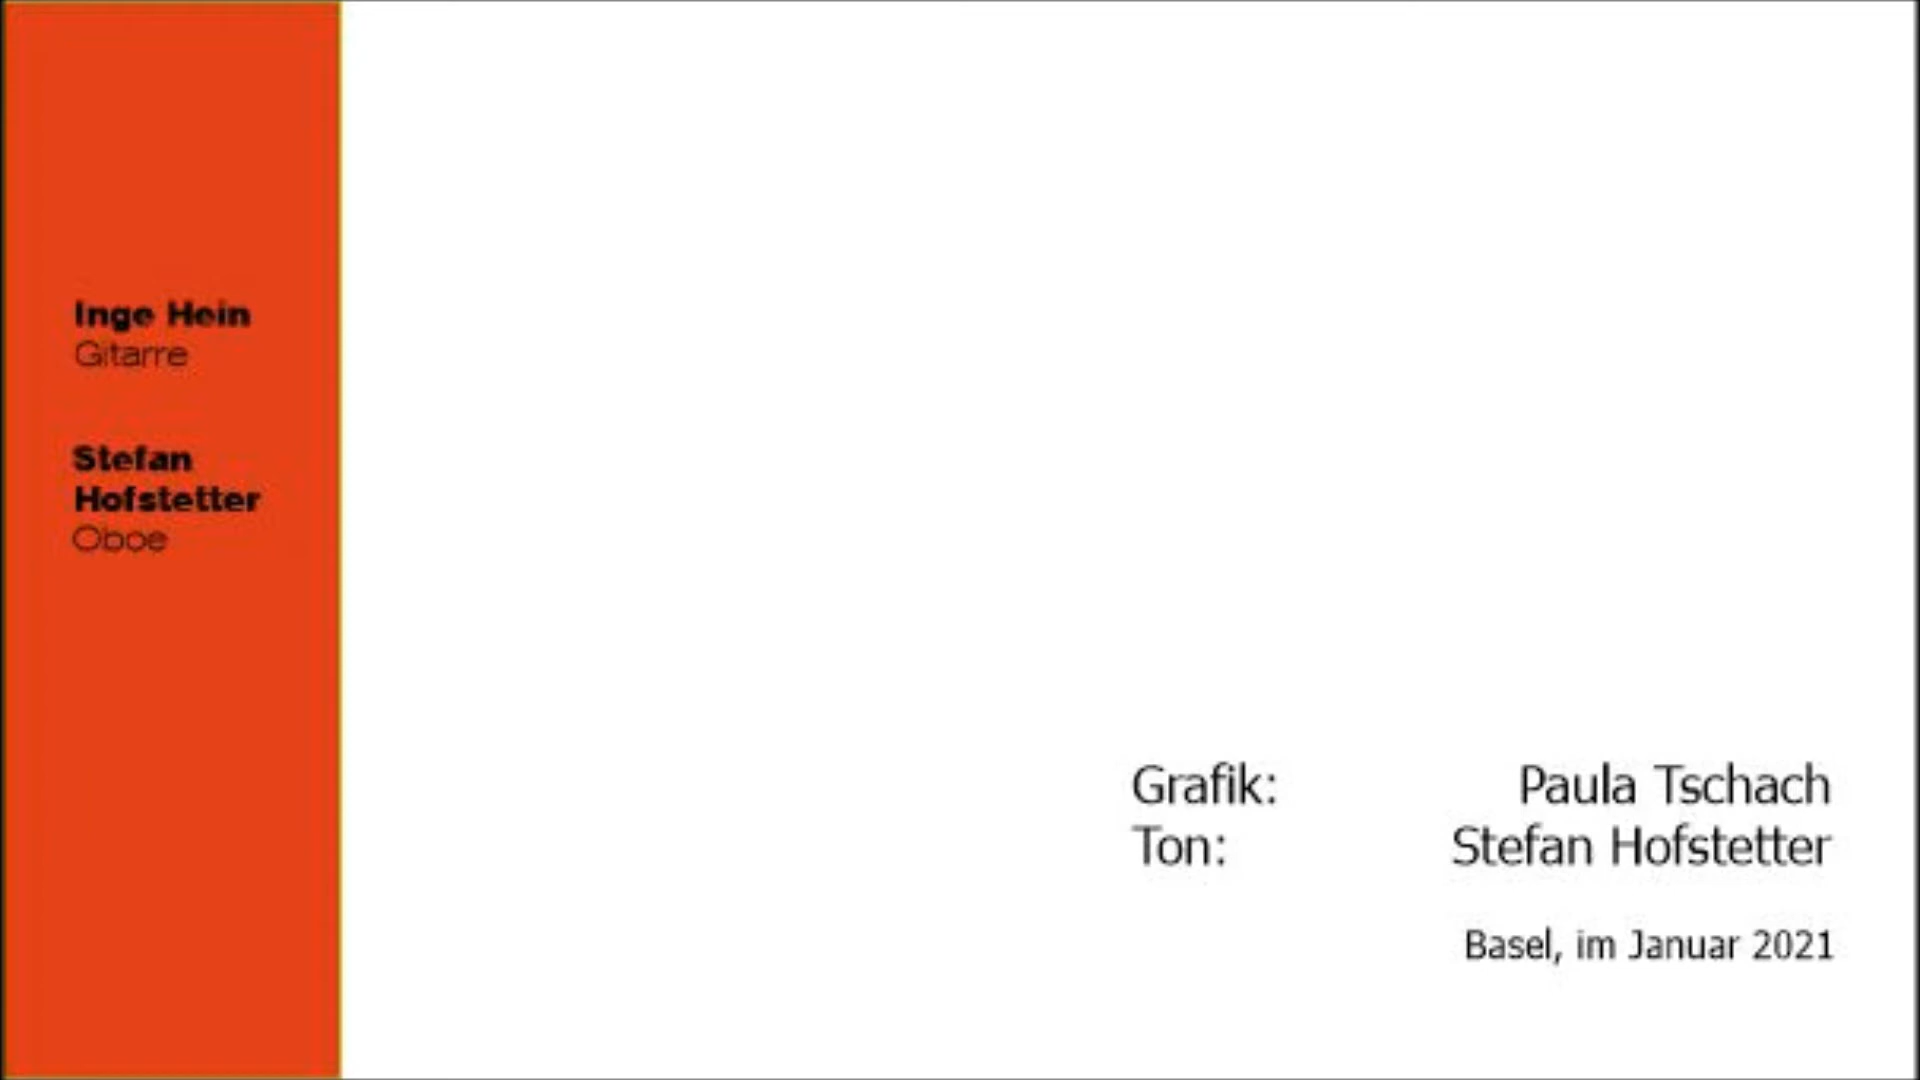 Inge Hein
Gitarre
Stefan
Hofstetter
Oboe
Grafik: Paula Tschach
Ton: Stefan Hofstetter
Basel, im Januar 2021